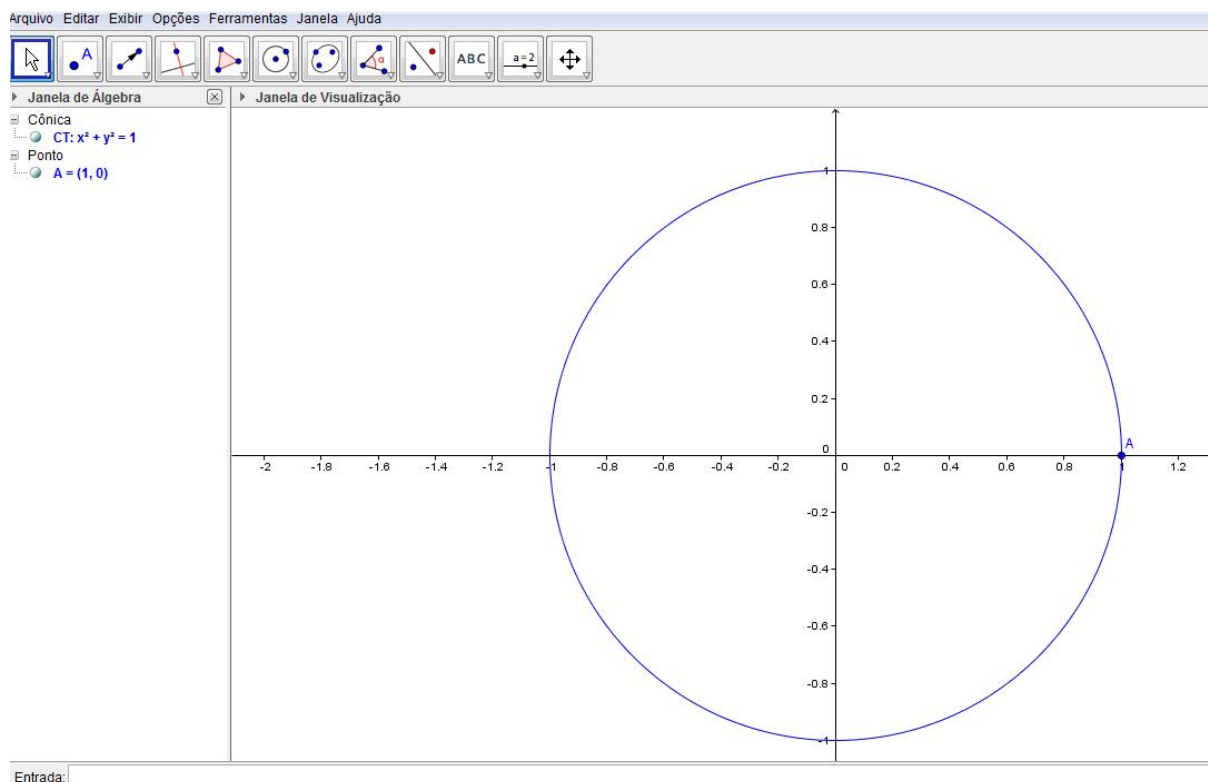 Arquivo Editar Exibir Opções Ferramentas Janela Ajuda
A α ABC a=2
Janela de Álgebra
Janela de Visualização
Cônica
CT: x² + y² = 1
Ponto
A = (1, 0)
1
0.8
0.6
0.4
0.2
0
A
-2 -1.8 -1.6 -1.4 -1.2 -1 -0.8 -0.6 -0.4 -0.2 0 0.2 0.4 0.6 0.8 1 1.2
-0.2
-0.4
-0.6
-0.8
-1
Entrada: